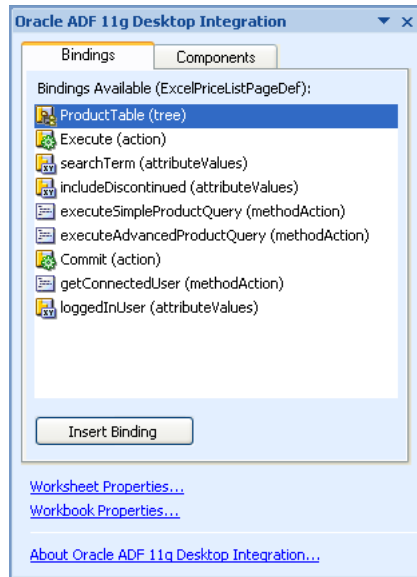 Oracle ADF 11g Desktop Integration
Bindings Components
Bindings Available (ExcelPriceListPageDef):
ProductTable (tree)
Execute (action)
searchTerm (attributeValues)
includeDiscontinued (attributeValues)
executeSimpleProductQuery (methodAction)
executeAdvancedProductQuery (methodAction)
Commit (action)
getConnectedUser (methodAction)
loggedInUser (attributeValues)
Insert Binding
Worksheet Properties...
Workbook Properties...
About Oracle ADF 11g Desktop Integration...